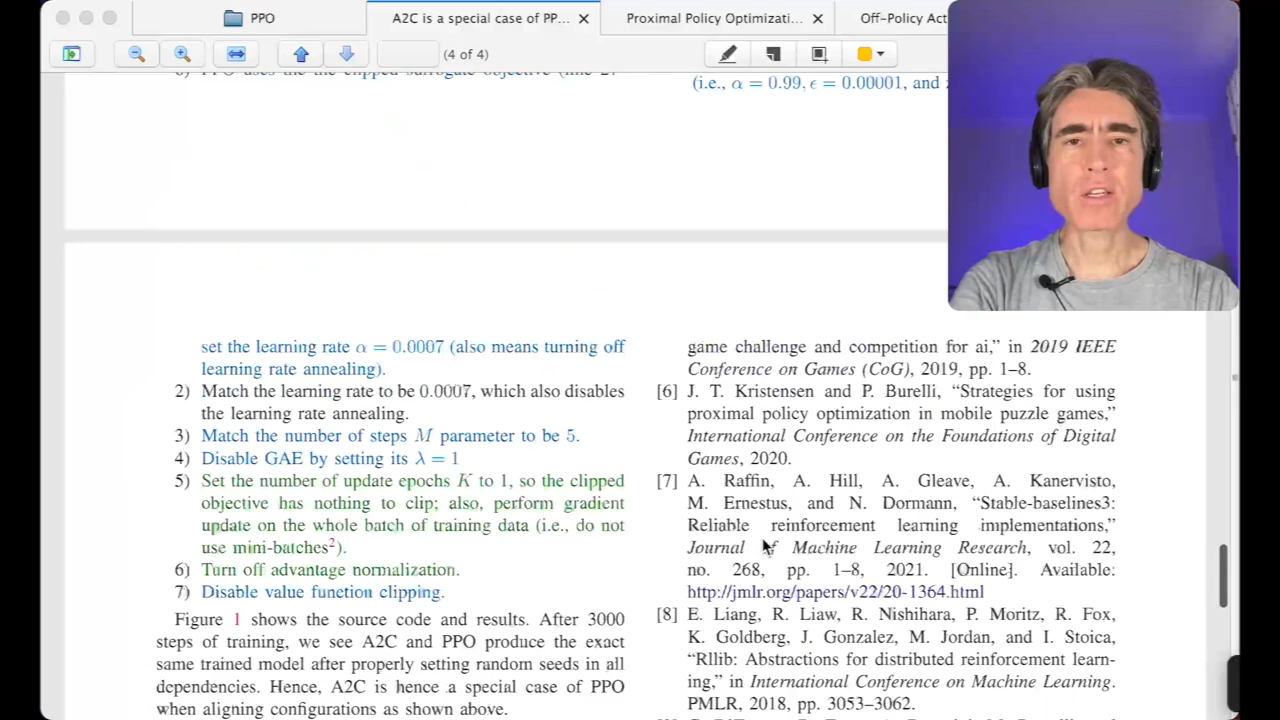 PPO
A2C is a special case of PP...
Proximal Policy Optimizati...
Off-Policy Act
(4 of 4)
6) PPO uses the the clipped surrogate objective (line 27
(i.e., α = 0.99, ϵ = 0.00001, and
set the learning rate α = 0.0007 (also means turning off
learning rate annealing).
2) Match the learning rate to be 0.0007, which also disables
the learning rate annealing.
3) Match the number of steps M parameter to be 5.
4) Disable GAE by setting its λ = 1
5) Set the number of update epochs K to 1, so the clipped
objective has nothing to clip; also, perform gradient
update on the whole batch of training data (i.e., do not
use mini-batches²).
6) Turn off advantage normalization.
7) Disable value function clipping.
Figure 1 shows the source code and results. After 3000
steps of training, we see A2C and PPO produce the exact
same trained model after properly setting random seeds in all
dependencies. Hence, A2C is hence a special case of PPO
when aligning configurations as shown above.
game challenge and competition for ai," in 2019 IEEE
Conference on Games (CoG), 2019, pp. 1–8.
[6] J. T. Kristensen and P. Burelli, "Strategies for using
proximal policy optimization in mobile puzzle games,"
International Conference on the Foundations of Digital
Games, 2020.
[7] A. Raffin, A. Hill, A. Gleave, A. Kanervisto,
M. Ernestus, and N. Dormann, "Stable-baselines3:
Reliable reinforcement learning implementations,"
Journal of Machine Learning Research, vol. 22,
no. 268, pp. 1–8, 2021. [Online]. Available:
http://jmlr.org/papers/v22/20-1364.html
[8] E. Liang, R. Liaw, R. Nishihara, P. Moritz, R. Fox,
K. Goldberg, J. Gonzalez, M. Jordan, and I. Stoica,
"Rllib: Abstractions for distributed reinforcement learn-
ing," in International Conference on Machine Learning.
PMLR, 2018, pp. 3053–3062.